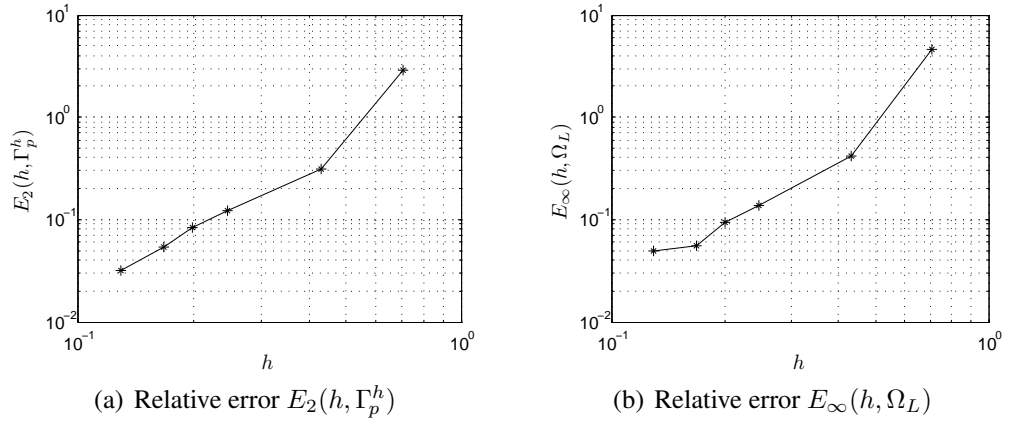 10^1
10^0
10^{-1}
10^{-2}
E_2(h, Γ_p^h)
10^{-1}
10^0
h
(a) Relative error E_2(h, Γ_p^h)
10^1
10^0
10^{-1}
10^{-2}
E_∞(h, Ω_L)
10^{-1}
10^0
h
(b) Relative error E_∞(h, Ω_L)